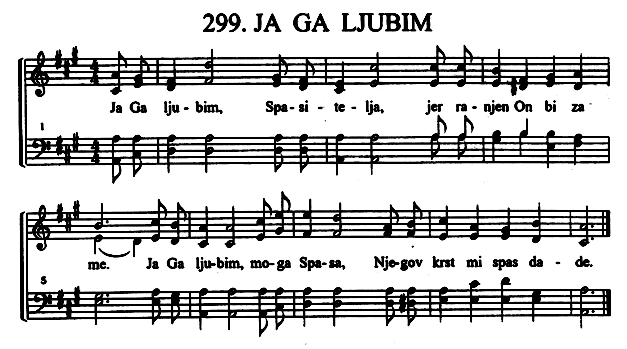 299. JA GA LJUBIM
Ja Ga lju - bim, Spa - si - te - lja, jer ra - njen On bi za
1
me. Ja Ga lju - bim, mo - ga Spa - sa, Nje - gov krst mi spas da - de.
5